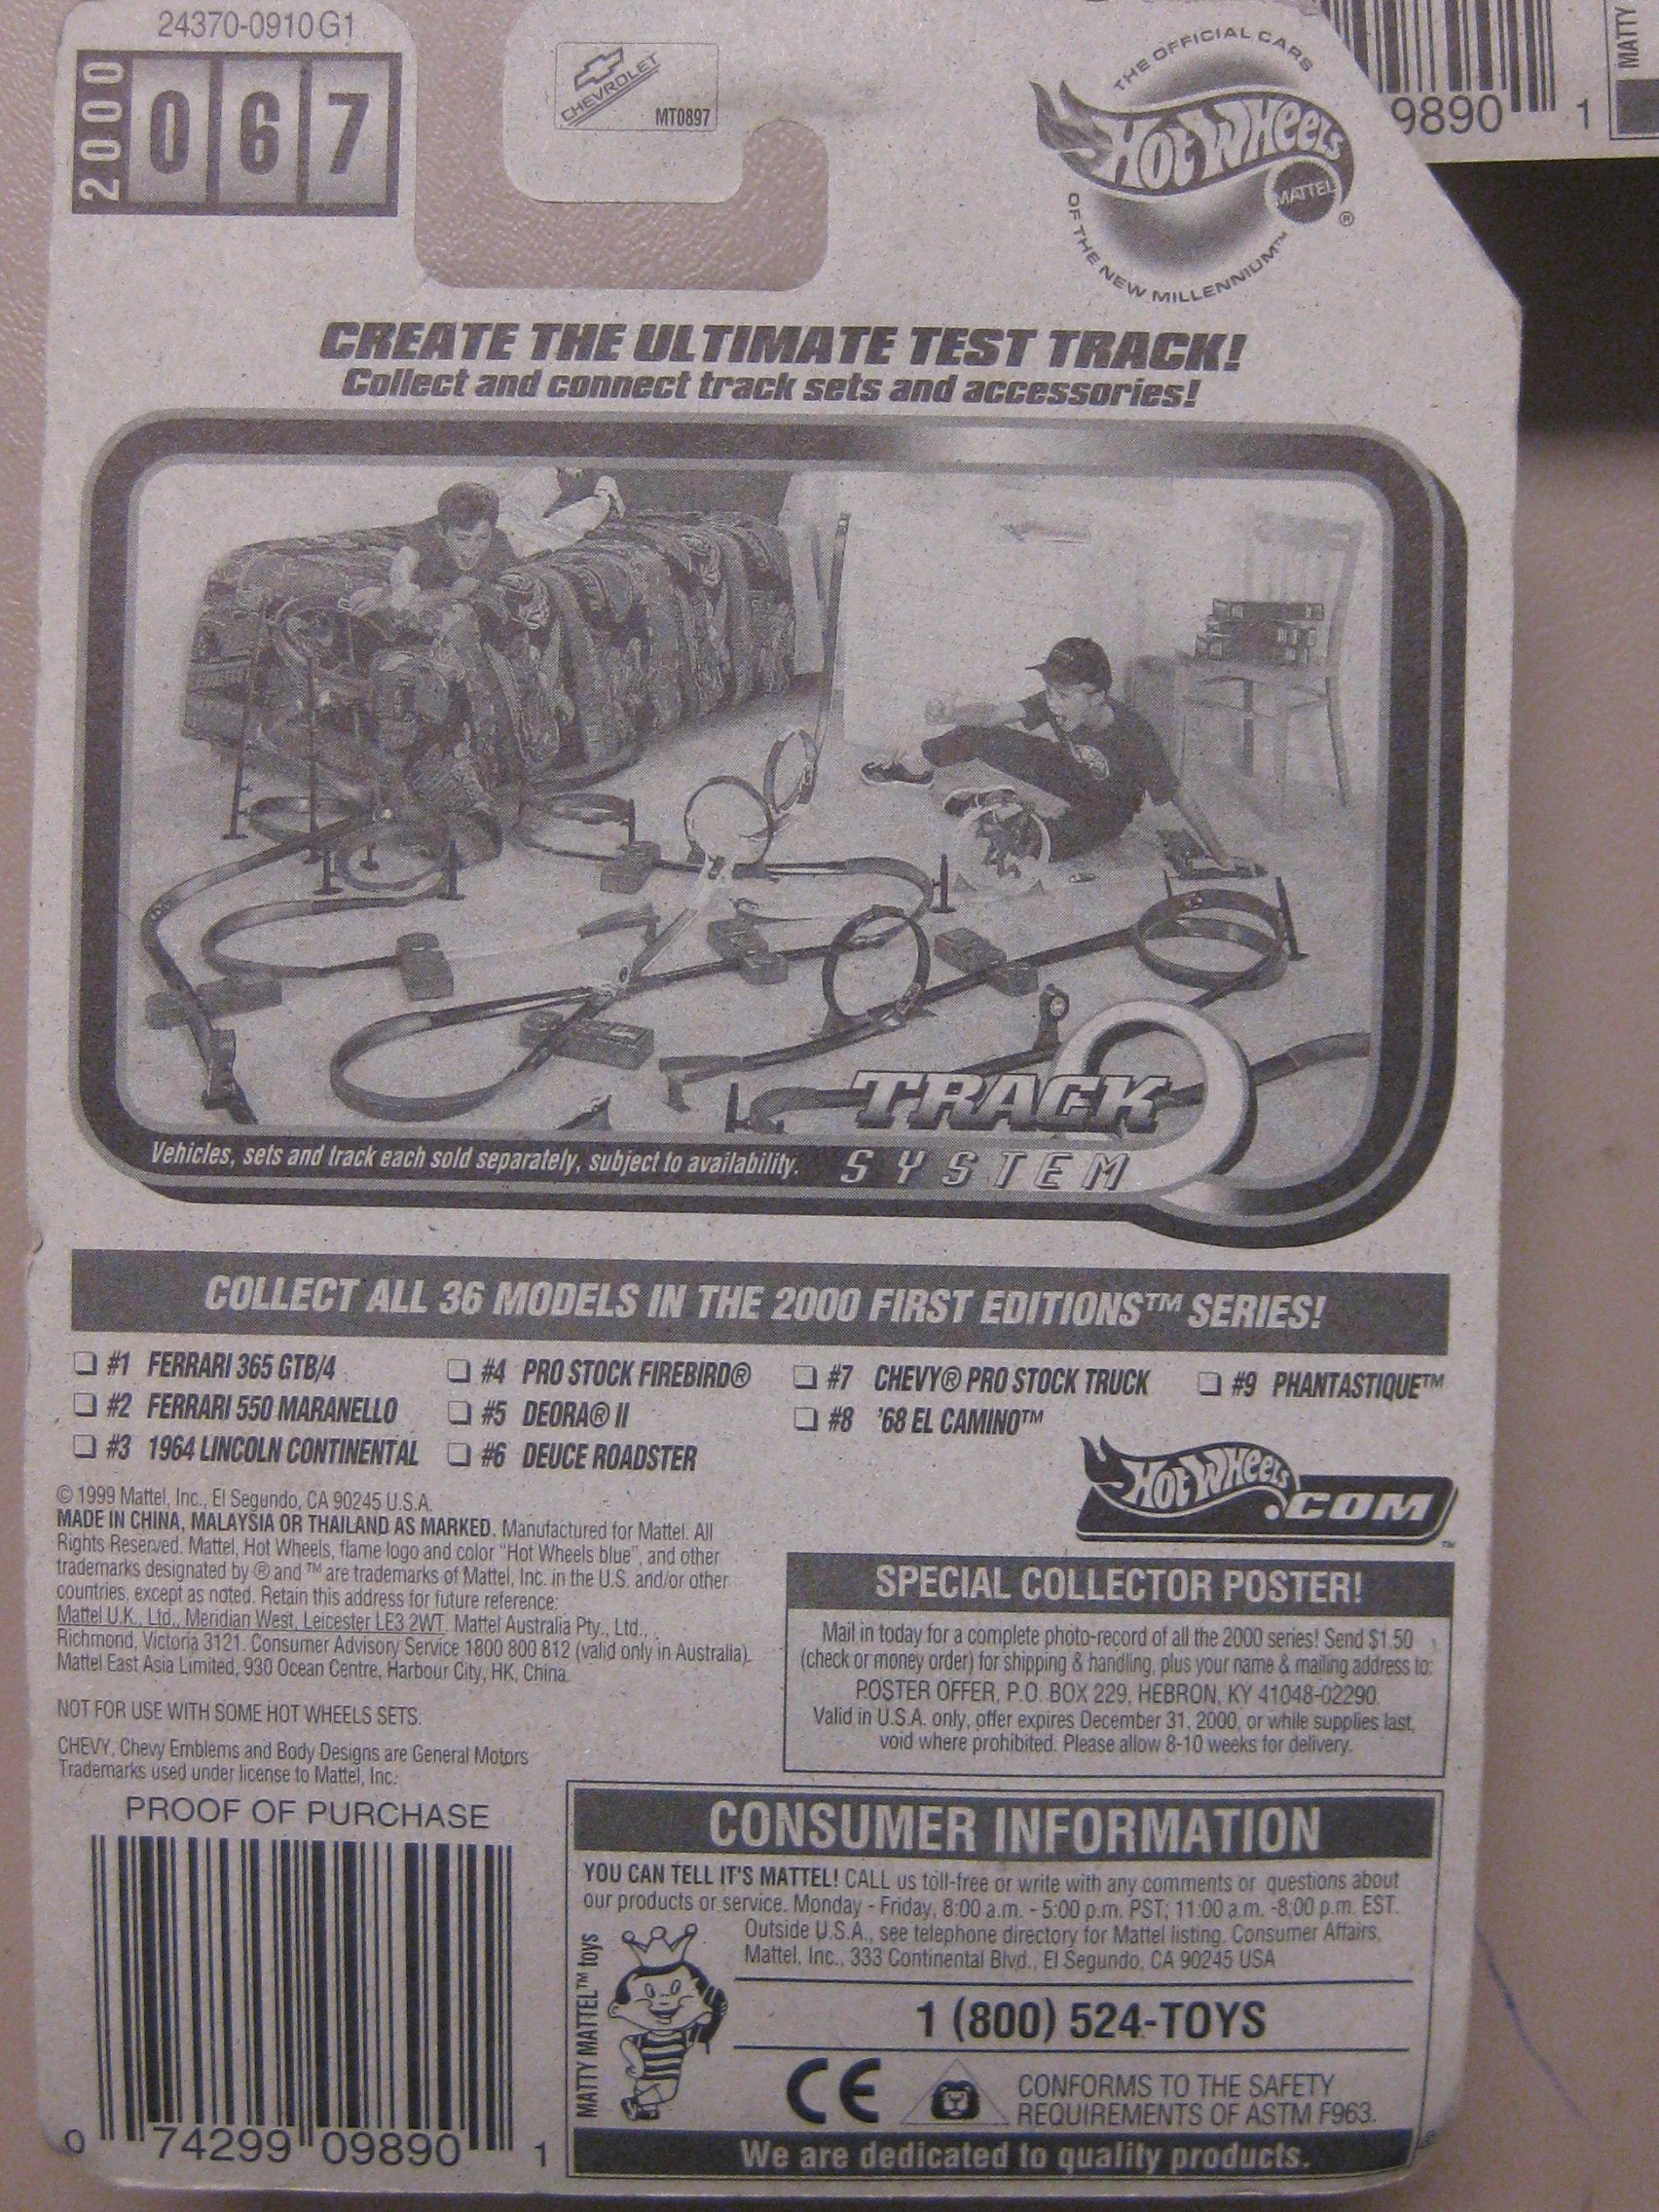 24370-0910 G1
2000
067
CHEVROLET
MT0897
THE OFFICIAL CARS
HOT WHEELS
MATTEL
®
OF THE NEW MILLENNIUM™
9890 1
MATTY
CREATE THE ULTIMATE TEST TRACK!
Collect and connect track sets and accessories!
TRACK
SYSTEM
Vehicles, sets and track each sold separately, subject to availability.
COLLECT ALL 36 MODELS IN THE 2000 FIRST EDITIONS™ SERIES!
❏ #1 FERRARI 365 GTB/4
❏ #2 FERRARI 550 MARANELLO
❏ #3 1964 LINCOLN CONTINENTAL
❏ #4 PRO STOCK FIREBIRD®
❏ #5 DEORA® II
❏ #6 DEUCE ROADSTER
❏ #7 CHEVY® PRO STOCK TRUCK
❏ #8 '68 EL CAMINO™
❏ #9 PHANTASTIQUE™
HOT WHEELS.COM™
© 1999 Mattel, Inc., El Segundo, CA 90245 U.S.A.
MADE IN CHINA, MALAYSIA OR THAILAND AS MARKED. Manufactured for Mattel. All
Rights Reserved. Mattel, Hot Wheels, flame logo and color "Hot Wheels blue", and other
trademarks designated by ® and ™ are trademarks of Mattel, Inc. in the U.S. and/or other
countries, except as noted. Retain this address for future reference:
Mattel U.K., Ltd., Meridian West, Leicester LE3 2WT. Mattel Australia Pty., Ltd.,
Richmond, Victoria 3121. Consumer Advisory Service 1800 800 812 (valid only in Australia).
Mattel East Asia Limited, 930 Ocean Centre, Harbour City, HK, China.
NOT FOR USE WITH SOME HOT WHEELS SETS.
CHEVY, Chevy Emblems and Body Designs are General Motors
Trademarks used under license to Mattel, Inc.
SPECIAL COLLECTOR POSTER!
Mail in today for a complete photo-record of all the 2000 series! Send $1.50
(check or money order) for shipping & handling, plus your name & mailing address to:
POSTER OFFER, P.O. BOX 229, HEBRON, KY 41048-02290.
Valid in U.S.A. only, offer expires December 31, 2000, or while supplies last,
void where prohibited. Please allow 8-10 weeks for delivery.
PROOF OF PURCHASE
0 74299 09890 1
CONSUMER INFORMATION
YOU CAN TELL IT'S MATTEL! CALL us toll-free or write with any comments or questions about
our products or service. Monday - Friday, 8:00 a.m. - 5:00 p.m. PST; 11:00 a.m. -8:00 p.m. EST.
Outside U.S.A., see telephone directory for Mattel listing. Consumer Affairs,
Mattel, Inc., 333 Continental Blvd., El Segundo, CA 90245 USA
MATTY MATTEL™ toys
1 (800) 524-TOYS
CE
CONFORMS TO THE SAFETY
REQUIREMENTS OF ASTM F963.
We are dedicated to quality products.